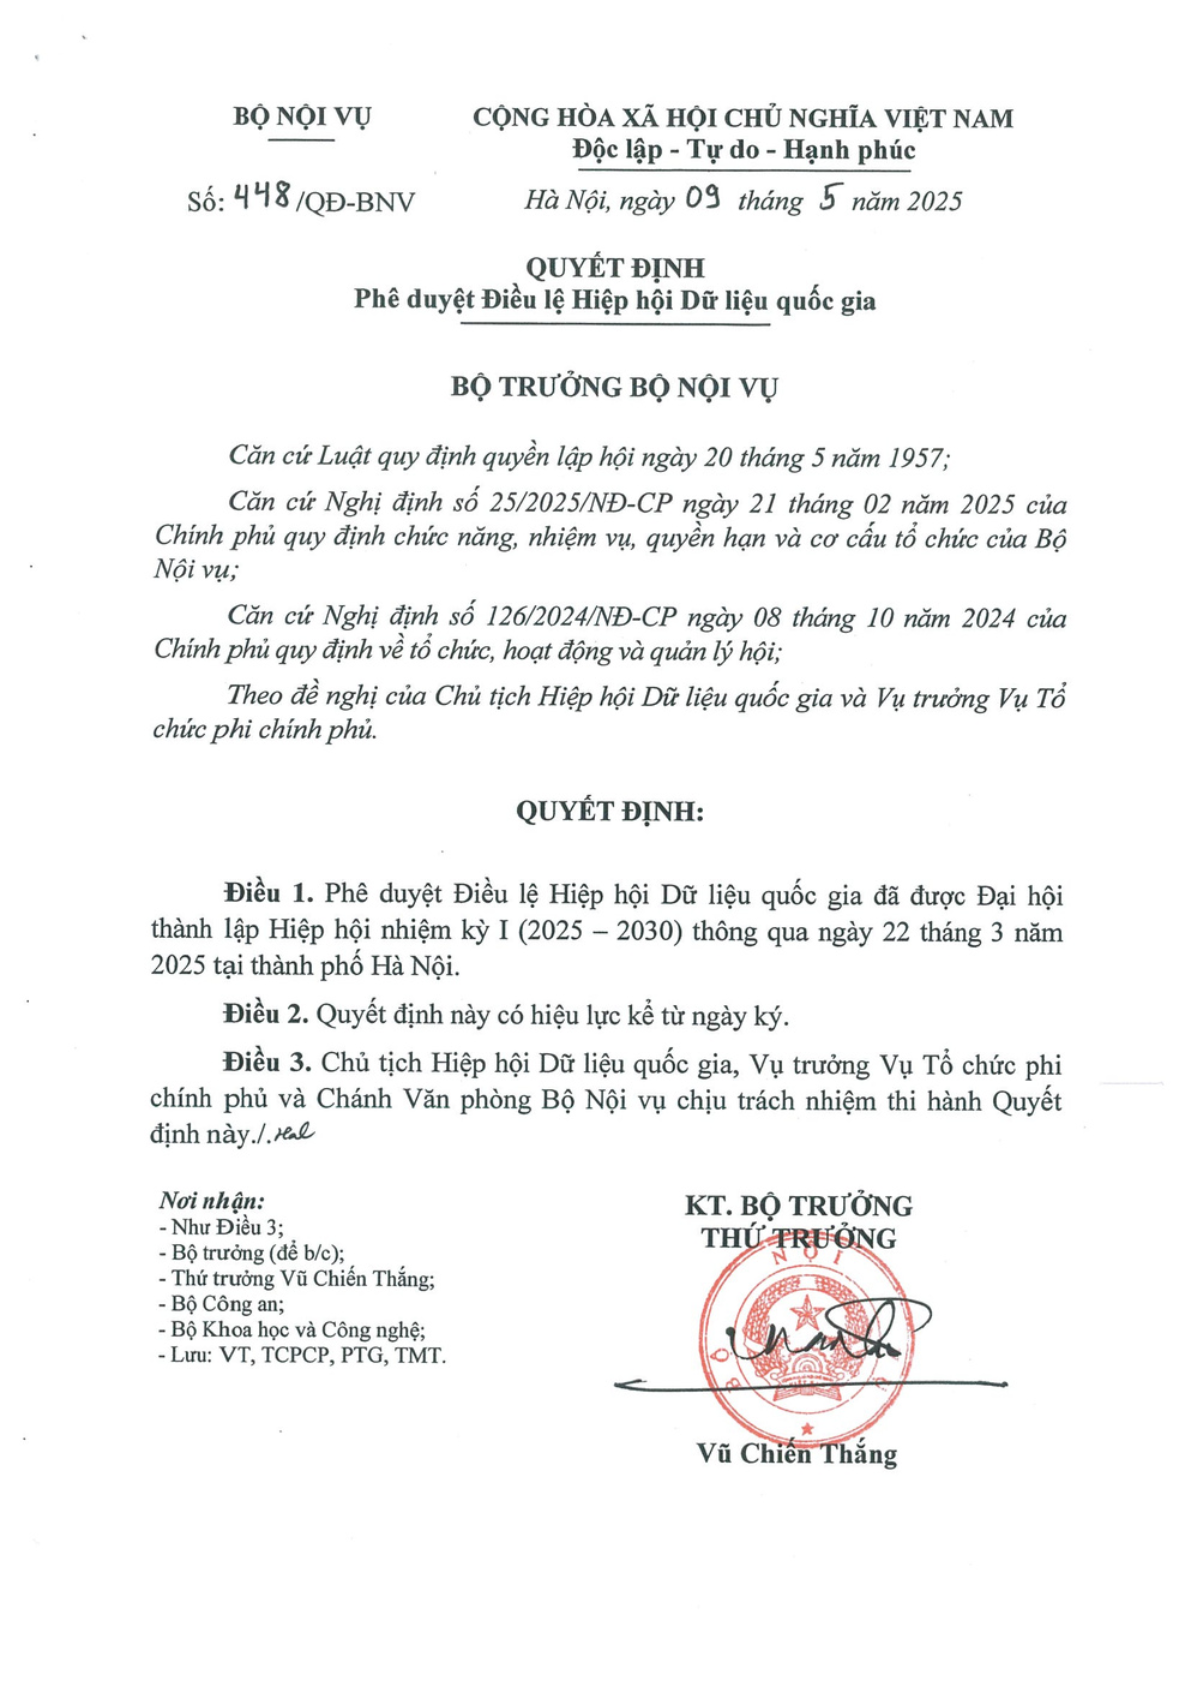 BỘ NỘI VỤ
CỘNG HÒA XÃ HỘI CHỦ NGHĨA VIỆT NAM
Độc lập - Tự do - Hạnh phúc
Số: 448/QĐ-BNV
Hà Nội, ngày 09 tháng 5 năm 2025
QUYẾT ĐỊNH
Phê duyệt Điều lệ Hiệp hội Dữ liệu quốc gia
BỘ TRƯỞNG BỘ NỘI VỤ
Căn cứ Luật quy định quyền lập hội ngày 20 tháng 5 năm 1957;
Căn cứ Nghị định số 25/2025/NĐ-CP ngày 21 tháng 02 năm 2025 của
Chính phủ quy định chức năng, nhiệm vụ, quyền hạn và cơ cấu tổ chức của Bộ
Nội vụ;
Căn cứ Nghị định số 126/2024/NĐ-CP ngày 08 tháng 10 năm 2024 của
Chính phủ quy định về tổ chức, hoạt động và quản lý hội;
Theo đề nghị của Chủ tịch Hiệp hội Dữ liệu quốc gia và Vụ trưởng Vụ Tổ
chức phi chính phủ.
QUYẾT ĐỊNH:
Điều 1. Phê duyệt Điều lệ Hiệp hội Dữ liệu quốc gia đã được Đại hội
thành lập Hiệp hội nhiệm kỳ I (2025 – 2030) thông qua ngày 22 tháng 3 năm
2025 tại thành phố Hà Nội.
Điều 2. Quyết định này có hiệu lực kể từ ngày ký.
Điều 3. Chủ tịch Hiệp hội Dữ liệu quốc gia, Vụ trưởng Vụ Tổ chức phi
chính phủ và Chánh Văn phòng Bộ Nội vụ chịu trách nhiệm thi hành Quyết
định này./.
Nơi nhận:
- Như Điều 3;
- Bộ trưởng (để b/c);
- Thứ trưởng Vũ Chiến Thắng;
- Bộ Công an;
- Bộ Khoa học và Công nghệ;
- Lưu: VT, TCPCP, PTG, TMT.
KT. BỘ TRƯỞNG
THỨ TRƯỞNG
BỘ NỘI VỤ
Vũ Chiến Thắng